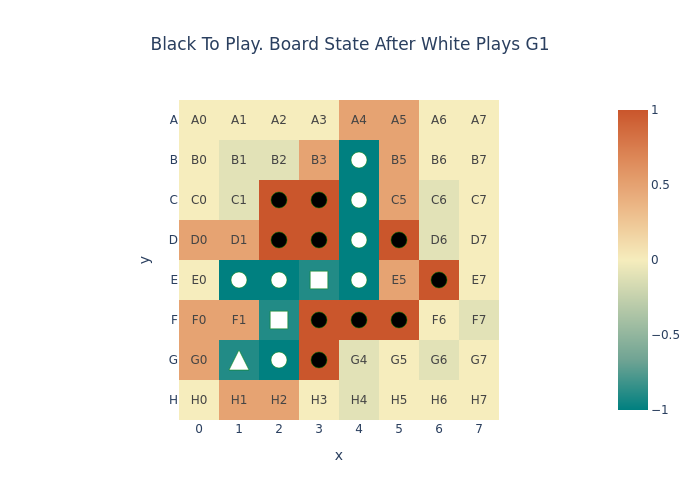 Black To Play. Board State After White Plays G1
A A0 A1 A2 A3 A4 A5 A6 A7
B B0 B1 B2 B3 B5 B6 B7
C C0 C1 C5 C6 C7
D D0 D1 D6 D7
E E0 E5 E7
F F0 F1 F6 F7
G G0 G4 G5 G6 G7
H H0 H1 H2 H3 H4 H5 H6 H7
0 1 2 3 4 5 6 7
x
y
1
0.5
0
−0.5
−1